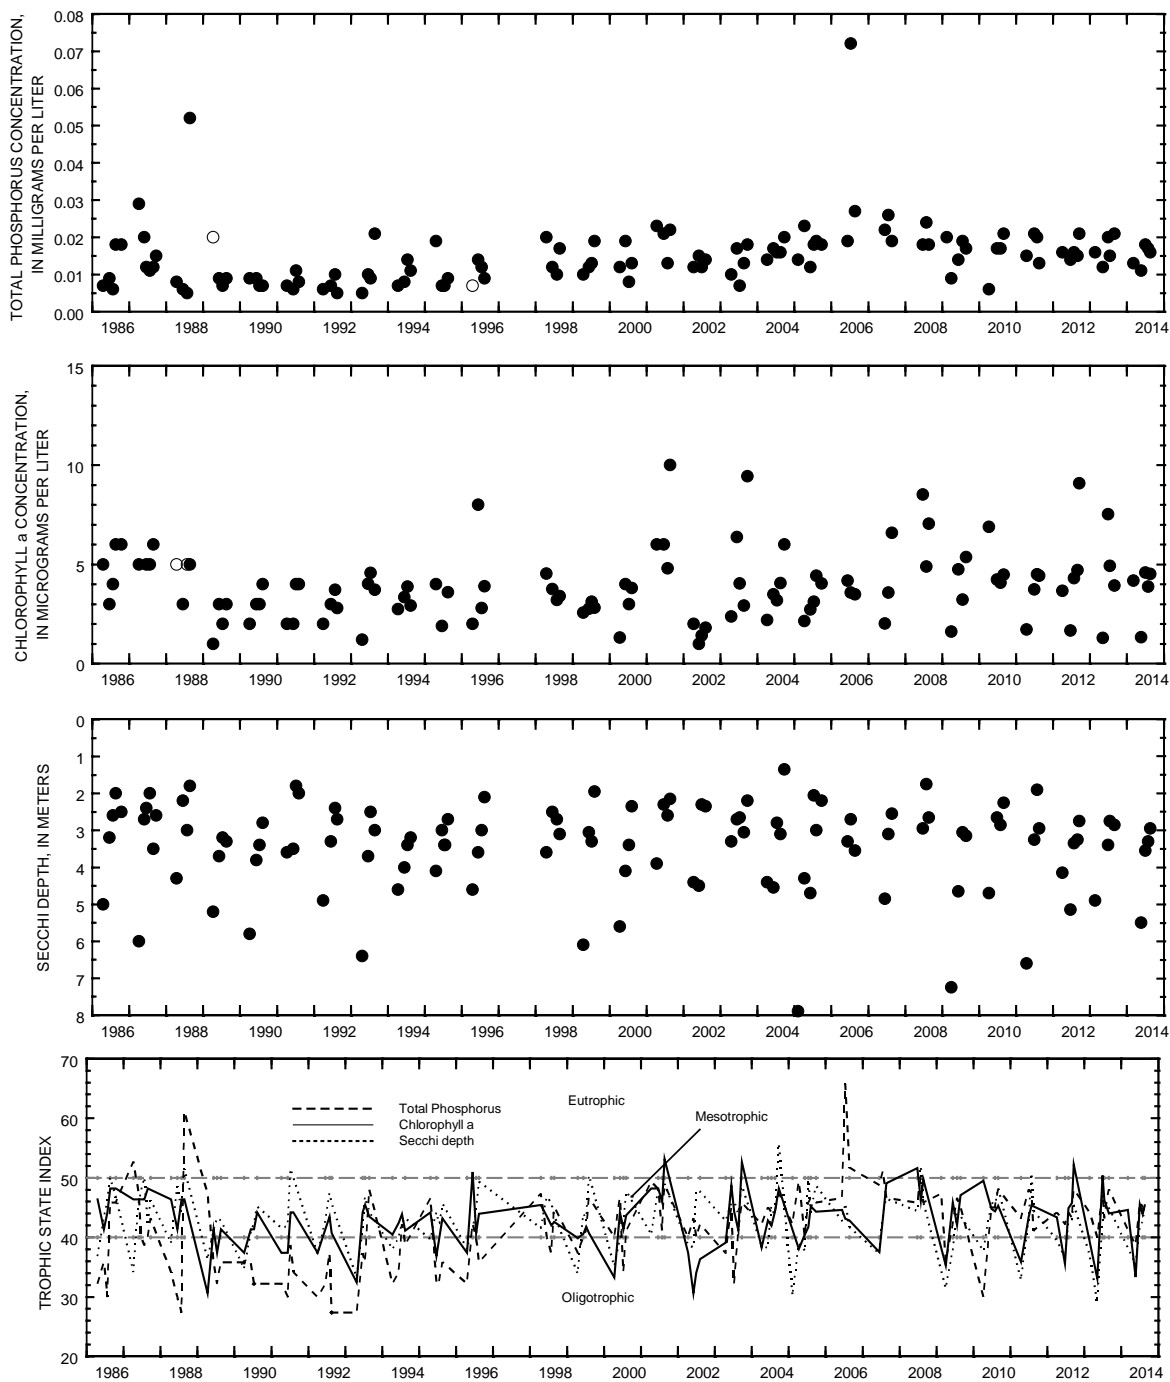 TOTAL PHOSPHORUS CONCENTRATION,
IN MILLIGRAMS PER LITER
0.08
0.07
0.06
0.05
0.04
0.03
0.02
0.01
0.00
1986 1988 1990 1992 1994 1996 1998 2000 2002 2004 2006 2008 2010 2012 2014
CHLOROPHYLL a CONCENTRATION,
IN MICROGRAMS PER LITER
15
10
5
0
1986 1988 1990 1992 1994 1996 1998 2000 2002 2004 2006 2008 2010 2012 2014
SECCHI DEPTH, IN METERS
0
1
2
3
4
5
6
7
8
1986 1988 1990 1992 1994 1996 1998 2000 2002 2004 2006 2008 2010 2012 2014
TROPHIC STATE INDEX
70
60
50
40
30
20
Total Phosphorus
Chlorophyll a
Secchi depth
Eutrophic
Mesotrophic
Oligotrophic
1986 1988 1990 1992 1994 1996 1998 2000 2002 2004 2006 2008 2010 2012 2014